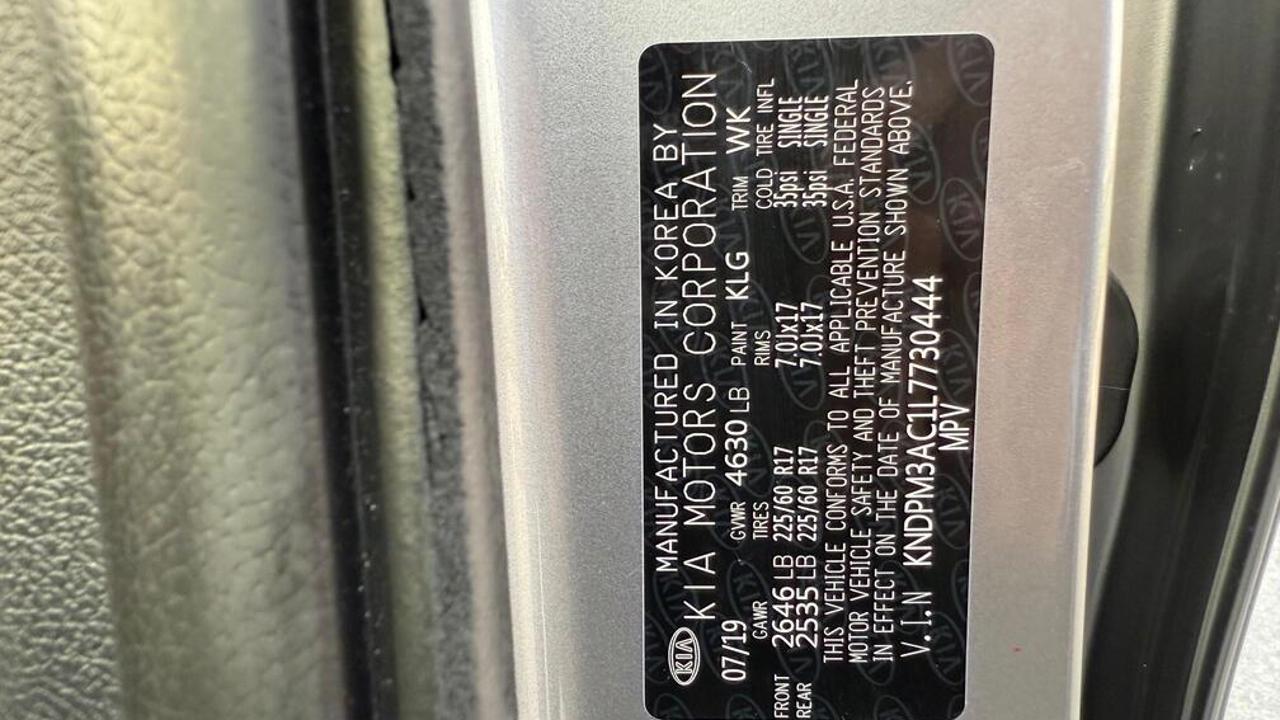 KIA MANUFACTURED IN KOREA BY
KIA MOTORS CORPORATION
07/19 GVWR 4630 LB PAINT KLG TRIM WK
GAWR TIRES RIMS COLD TIRE INFL
FRONT 2646 LB 225/60 R17 7.0Jx17 35psi SINGLE
REAR 2535 LB 225/60 R17 7.0Jx17 35psi SINGLE
THIS VEHICLE CONFORMS TO ALL APPLICABLE U.S.A. FEDERAL
MOTOR VEHICLE SAFETY AND THEFT PREVENTION STANDARDS
IN EFFECT ON THE DATE OF MANUFACTURE SHOWN ABOVE.
V.I.N KNDPM3AC1L7730444
MPV